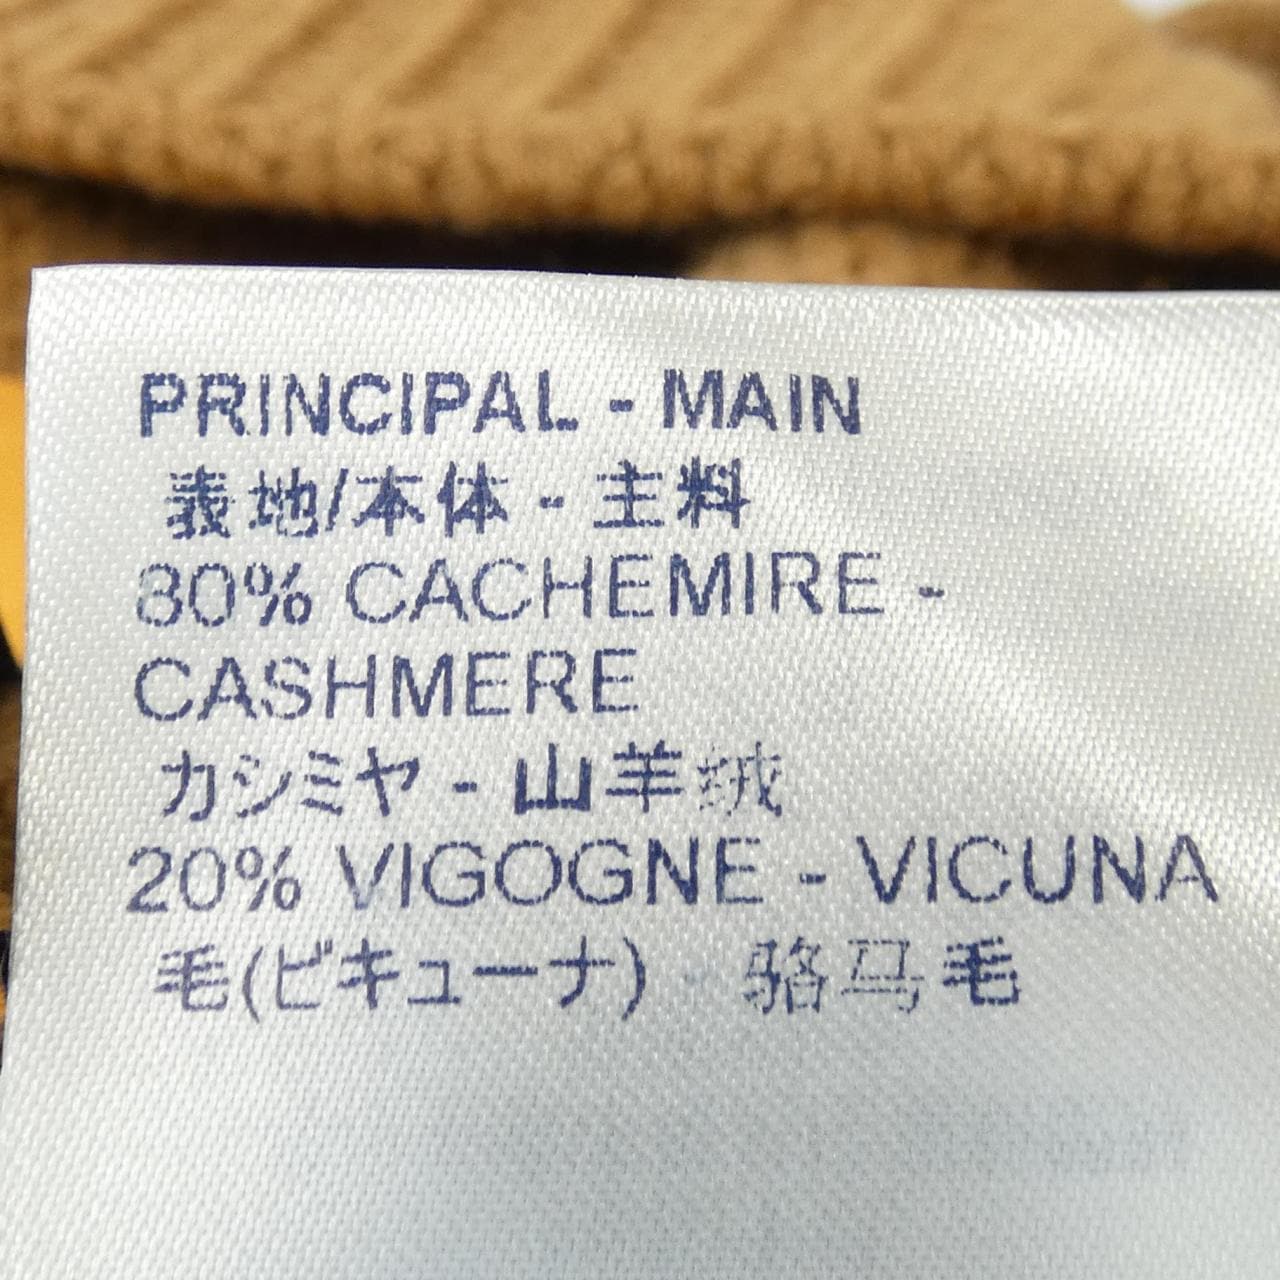 PRINCIPAL - MAIN
表地/本体 - 主料
80% CACHEMIRE -
CASHMERE
カシミヤ - 山羊绒
20% VIGOGNE - VICUNA
毛(ビキューナ) - 骆马毛